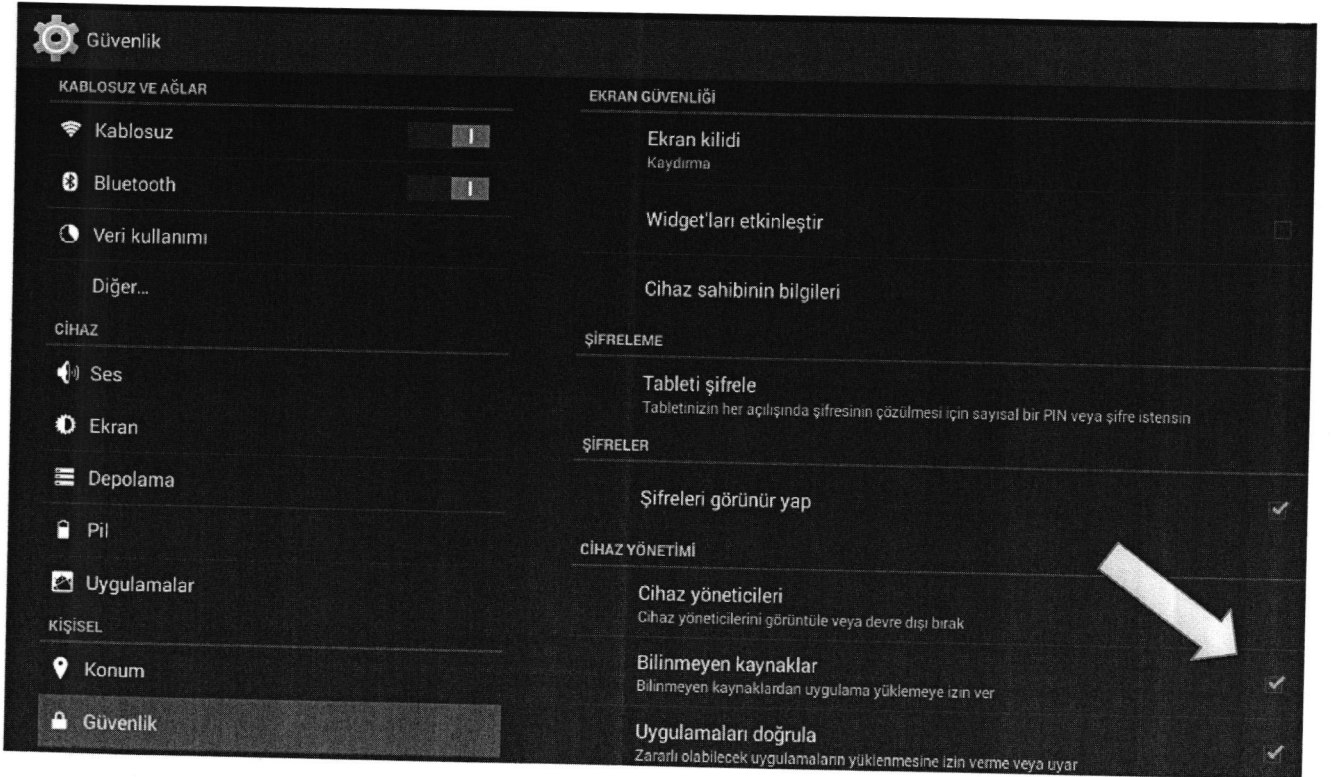 Güvenlik
KABLOSUZ VE AĞLAR
Kablosuz
Bluetooth
Veri kullanımı
Diğer...
CİHAZ
Ses
Ekran
Depolama
Pil
Uygulamalar
KİŞİSEL
Konum
Güvenlik
EKRAN GÜVENLİĞİ
Ekran kilidi
Kaydırma
Widget'ları etkinleştir
Cihaz sahibinin bilgileri
ŞİFRELEME
Tableti şifrele
Tabletinizin her açılışında şifresinin çözülmesi için sayısal bir PIN veya şifre istensin
ŞİFRELER
Şifreleri görünür yap
CİHAZ YÖNETİMİ
Cihaz yöneticileri
Cihaz yöneticilerini görüntüle veya devre dışı bırak
Bilinmeyen kaynaklar
Bilinmeyen kaynaklardan uygulama yüklemeye izin ver
Uygulamaları doğrula
Zararlı olabilecek uygulamaların yüklenmesine izin verme veya uyar